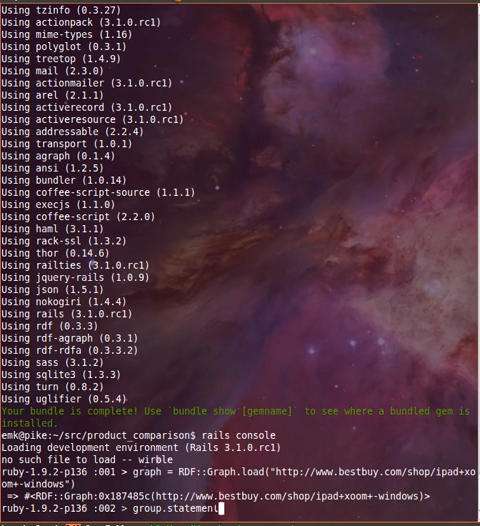 Using tzinfo (0.3.27)
Using actionpack (3.1.0.rc1)
Using mime-types (1.16)
Using polyglot (0.3.1)
Using treetop (1.4.9)
Using mail (2.3.0)
Using actionmailer (3.1.0.rc1)
Using arel (2.1.1)
Using activerecord (3.1.0.rc1)
Using activeresource (3.1.0.rc1)
Using addressable (2.2.4)
Using transport (1.0.1)
Using agraph (0.1.4)
Using ansi (1.2.5)
Using bundler (1.0.14)
Using coffee-script-source (1.1.1)
Using execjs (1.1.0)
Using coffee-script (2.2.0)
Using haml (3.1.1)
Using rack-ssl (1.3.2)
Using thor (0.14.6)
Using railties (3.1.0.rc1)
Using jquery-rails (1.0.9)
Using json (1.5.1)
Using nokogiri (1.4.4)
Using rails (3.1.0.rc1)
Using rdf (0.3.3)
Using rdf-agraph (0.3.1)
Using rdf-rdfa (0.3.3.2)
Using sass (3.1.2)
Using sqlite3 (1.3.3)
Using turn (0.8.2)
Using uglifier (0.5.4)
Your bundle is complete! Use `bundle show [gemname]` to see where a bundled gem is
installed.
emk@pike:~/src/product_comparison$ rails console
Loading development environment (Rails 3.1.0.rc1)
no such file to load -- wirble
ruby-1.9.2-p136 :001 > graph = RDF::Graph.load("http://www.bestbuy.com/shop/ipad+xo
om+-windows")
 => #<RDF::Graph:0x187485c(http://www.bestbuy.com/shop/ipad+xoom+-windows)>
ruby-1.9.2-p136 :002 > group.statement